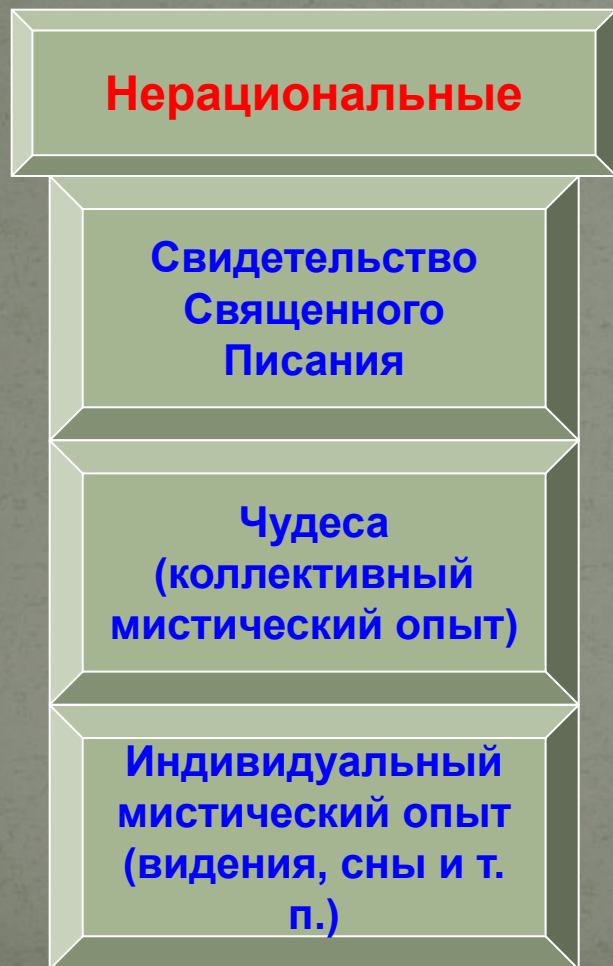 Нерациональные
Свидетельство
Священного
Писания
Чудеса
(коллективный
мистический опыт)
Индивидуальный
мистический опыт
(видения, сны и т.
п.)